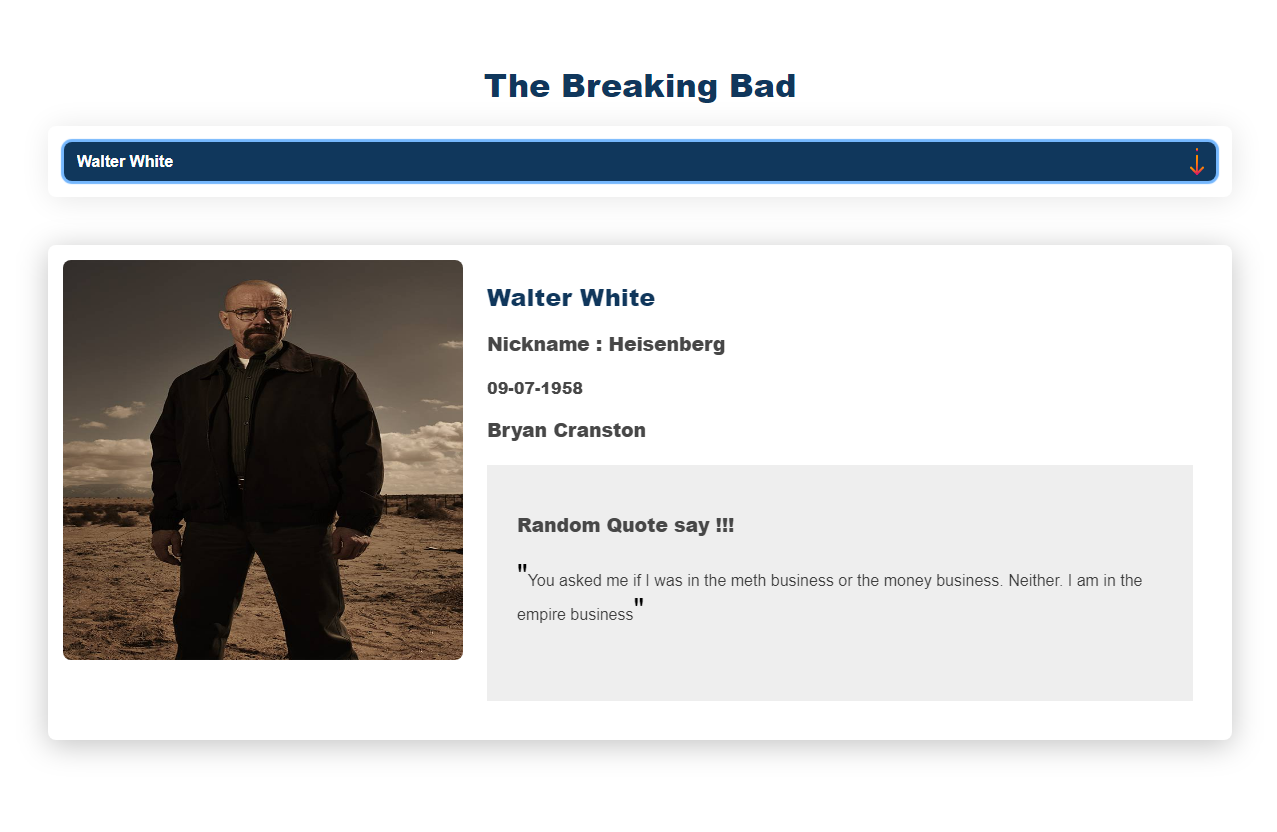 The Breaking Bad
Walter White
Walter White
Nickname : Heisenberg
09-07-1958
Bryan Cranston
Random Quote say !!!
"You asked me if I was in the meth business or the money business. Neither. I am in the
empire business"